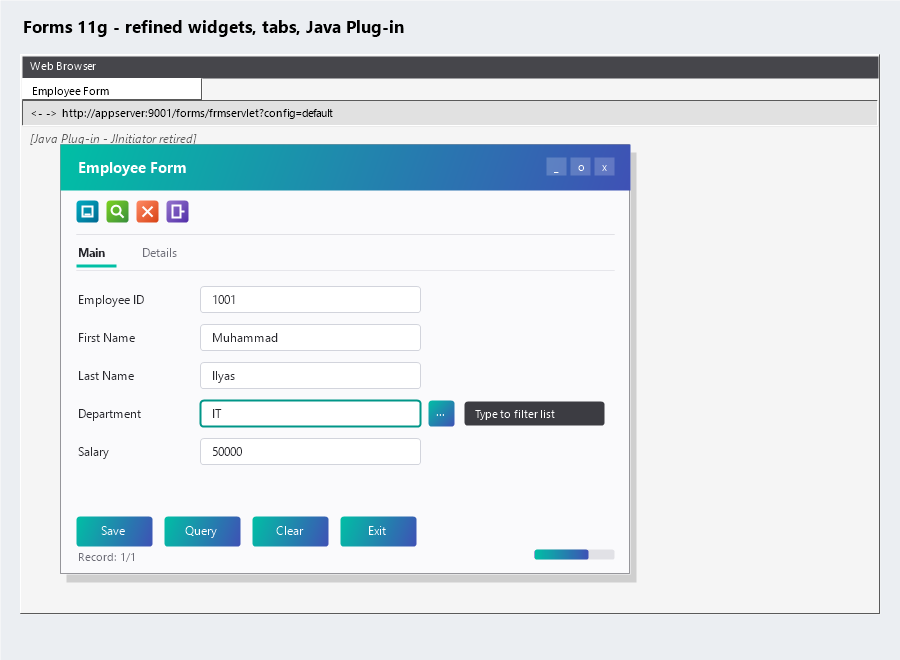 Forms 11g - refined widgets, tabs, Java Plug-in
Web Browser
Employee Form
<- -> http://appserver:9001/forms/frmservlet?config=default
[Java Plug-in - JInitiator retired]
Employee Form
_ o x
Main Details
Employee ID 1001
First Name Muhammad
Last Name Ilyas
Department IT ... Type to filter list
Salary 50000
Save Query Clear Exit
Record: 1/1